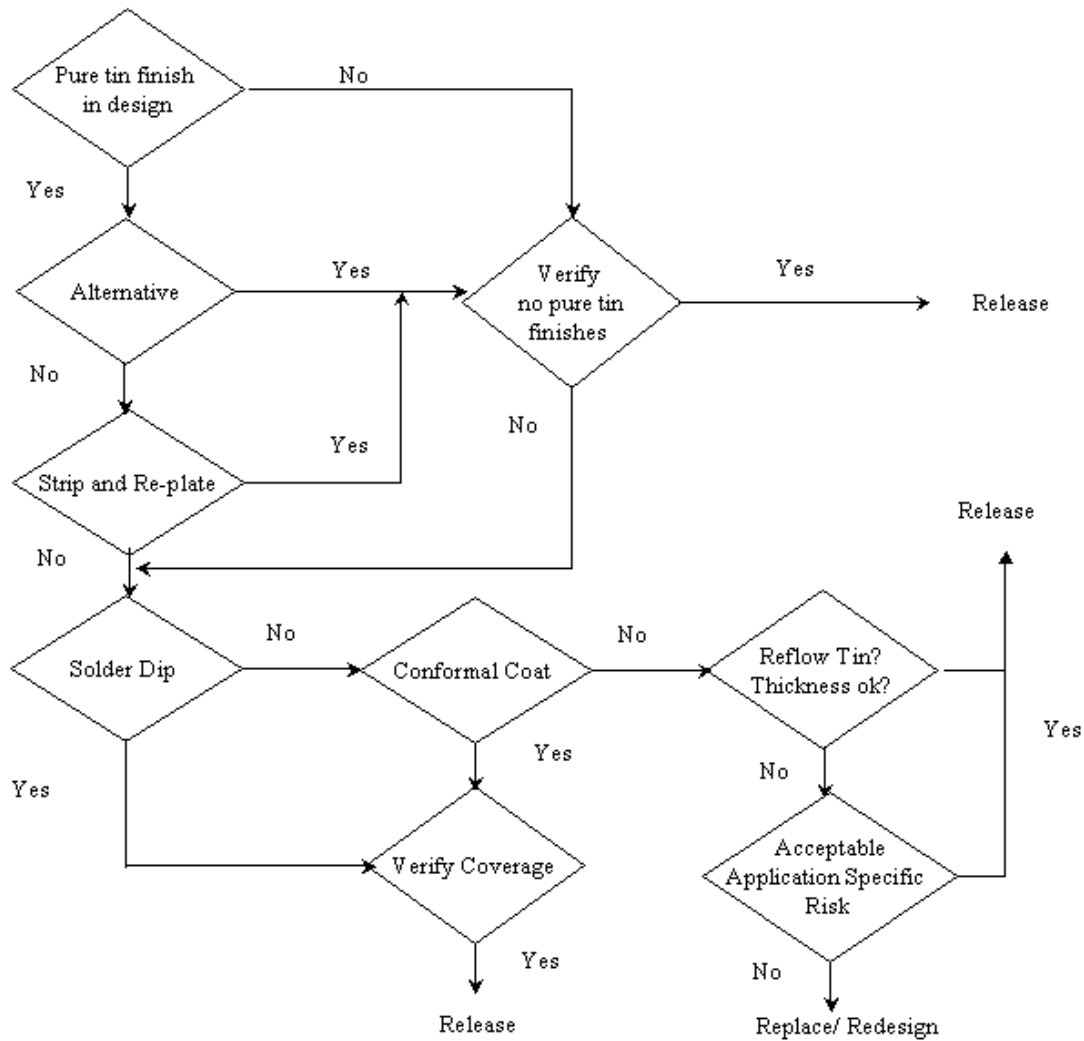 Pure tin finish
in design
No
Yes
Alternative
Yes
Verify
no pure tin
finishes
Yes
Release
No
Strip and Re-plate
Yes
No
Release
No
Solder Dip
No
Conformal Coat
No
Reflow Tin?
Thickness ok?
Yes
Yes
Yes
No
Verify Coverage
Acceptable
Application Specific
Risk
Yes
No
Release
Replace/ Redesign